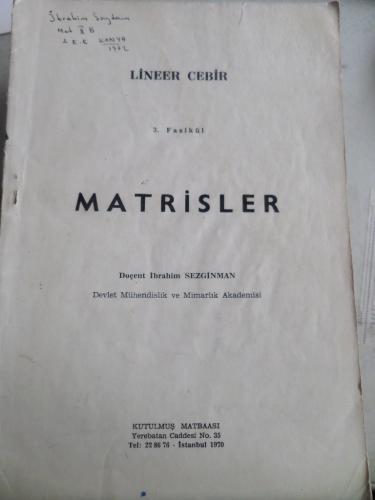 İbrahim
Mat II B
S. E. E KONYA
1972
LİNEER CEBİR
3. Fasikül
MATRİSLER
Doçent İbrahim SEZGİNMAN
Devlet Mühendislik ve Mimarlık Akademisi
KUTULMUŞ MATBAASI
Yerebatan Caddesi No. 35
Tel: 22 86 76 - İstanbul 1970